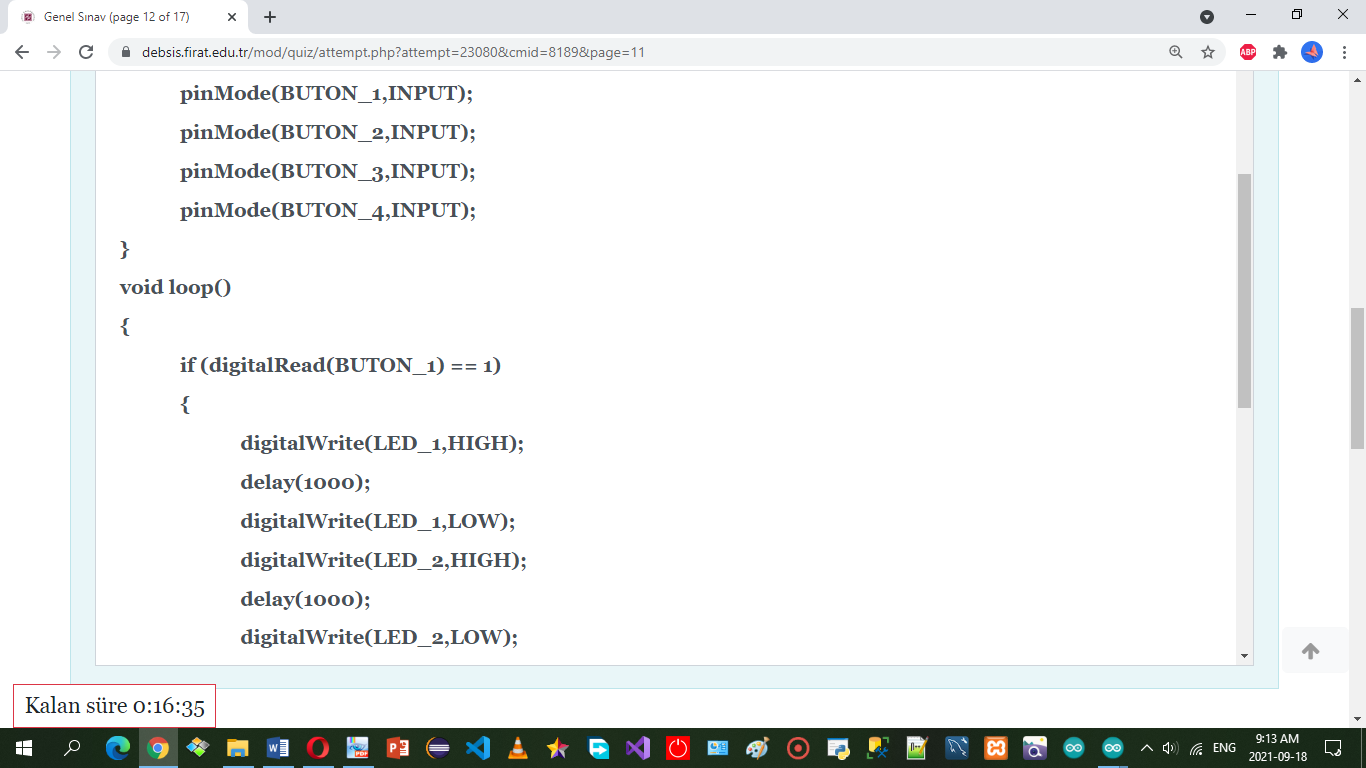 Genel Sınav (page 12 of 17)
debsis.firat.edu.tr/mod/quiz/attempt.php?attempt=23080&cmid=8189&page=11
ABP
pinMode(BUTON_1,INPUT);
pinMode(BUTON_2,INPUT);
pinMode(BUTON_3,INPUT);
pinMode(BUTON_4,INPUT);
}
void loop()
{
if (digitalRead(BUTON_1) == 1)
{
digitalWrite(LED_1,HIGH);
delay(1000);
digitalWrite(LED_1,LOW);
digitalWrite(LED_2,HIGH);
delay(1000);
digitalWrite(LED_2,LOW);
Kalan süre 0:16:35
ENG
9:13 AM
2021-09-18